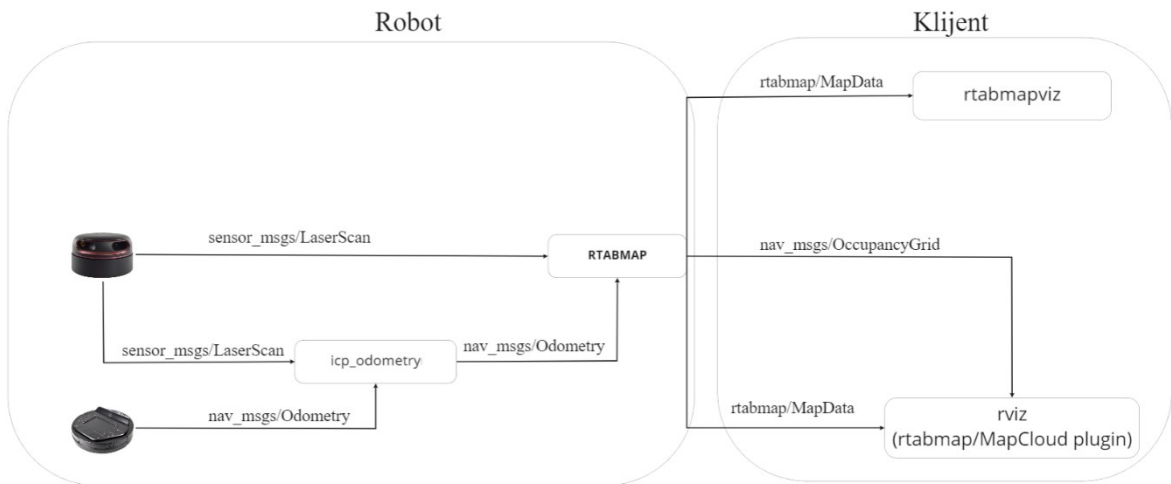 Robot
Klijent
rtabmap/MapData
rtabmapviz
sensor_msgs/LaserScan
RTABMAP
nav_msgs/OccupancyGrid
sensor_msgs/LaserScan
icp_odometry
nav_msgs/Odometry
nav_msgs/Odometry
rtabmap/MapData
rviz
(rtabmap/MapCloud plugin)